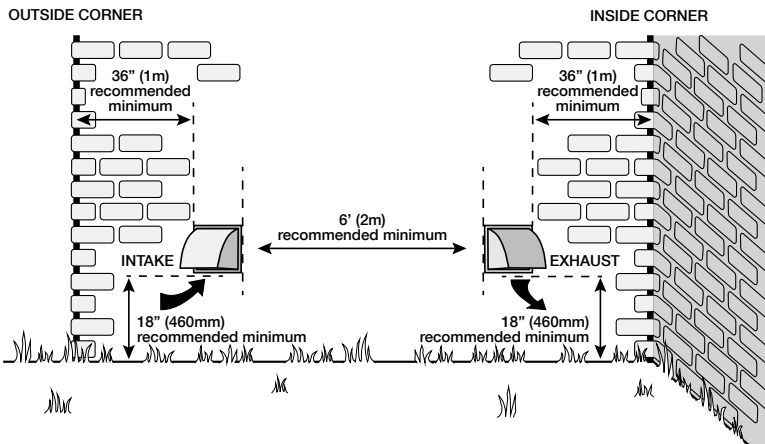 OUTSIDE CORNER
INSIDE CORNER
36” (1m)
recommended
minimum
36” (1m)
recommended
minimum
6’ (2m)
recommended minimum
INTAKE
EXHAUST
18” (460mm)
recommended minimum
18” (460mm)
recommended minimum